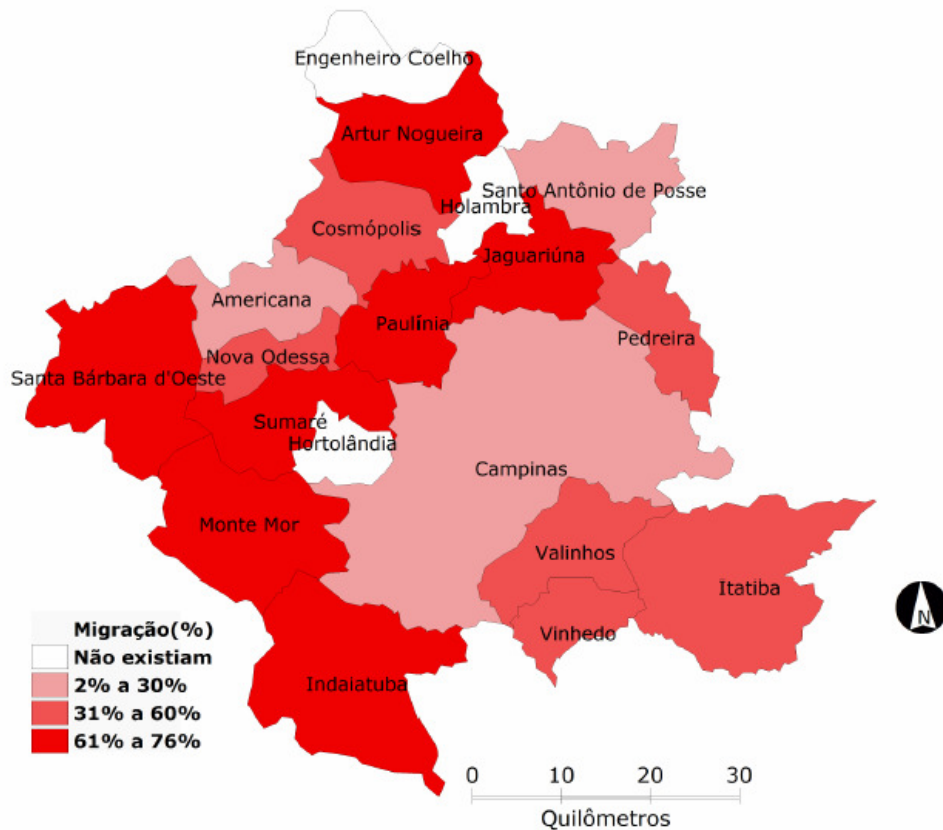 Engenheiro Coelho
Artur Nogueira
Santo Antônio de Posse
Holambra
Cosmópolis
Jaguariúna
Americana
Paulínia
Pedreira
Nova Odessa
Santa Bárbara d'Oeste
Sumaré
Hortolândia
Campinas
Monte Mor
Valinhos
Itatiba
Vinhedo
Indaiatuba
N
Migração(%)
Não existiam
2% a 30%
31% a 60%
61% a 76%
0 10 20 30
Quilômetros